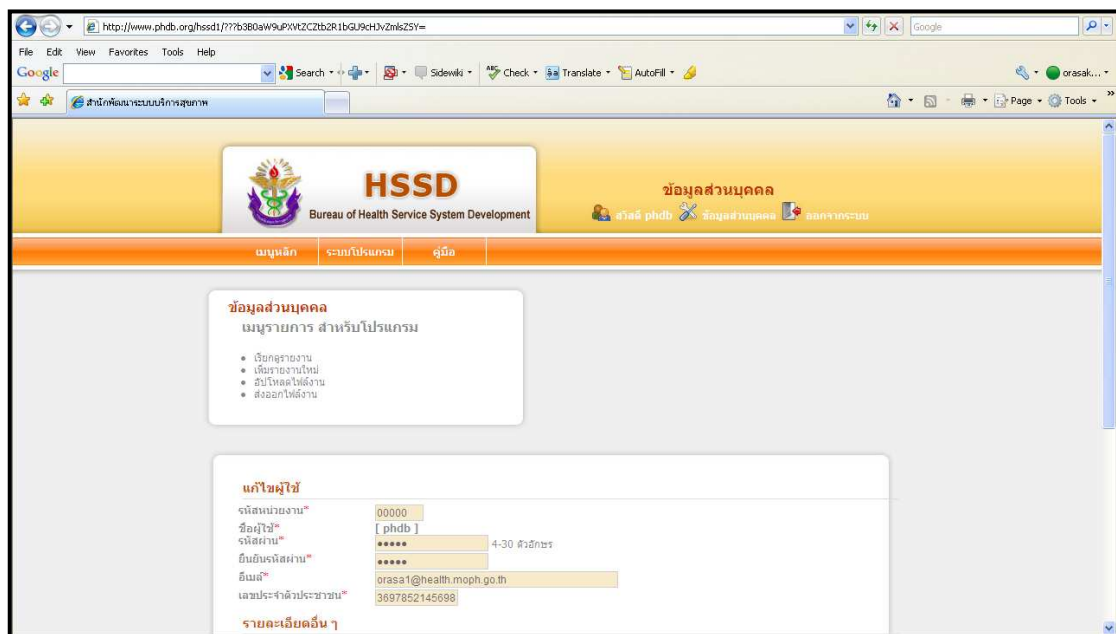 http://www.phdb.org/hssd1/???b3B0aW9uPXVtZCZtb2R1bGU9cHJvZmlsZSY=
Google
File Edit View Favorites Tools Help
Google Search Sidewiki Check Translate AutoFill orasak...
สำนักพัฒนาระบบบริการสุขภาพ Page Tools
HSSD
Bureau of Health Service System Development
ข้อมูลส่วนบุคคล
สวัสดี phdb ข้อมูลส่วนบุคคล ออกจากระบบ
เมนูหลัก ระบบโปรแกรม คู่มือ
ข้อมูลส่วนบุคคล
เมนูรายการ สำหรับโปรแกรม
เรียกดูรายงาน
เพิ่มรายงานใหม่
อัปโหลดไฟล์งาน
ส่งออกไฟล์งาน
แก้ไขผู้ใช้
รหัสหน่วยงาน* 00000
ชื่อผู้ใช้* [ phdb ]
รหัสผ่าน* ••••• 4-30 ตัวอักษร
ยืนยันรหัสผ่าน* •••••
อีเมล์* orasa1@health.moph.go.th
เลขประจำตัวประชาชน* 3697852145698
รายละเอียดอื่น ๆ